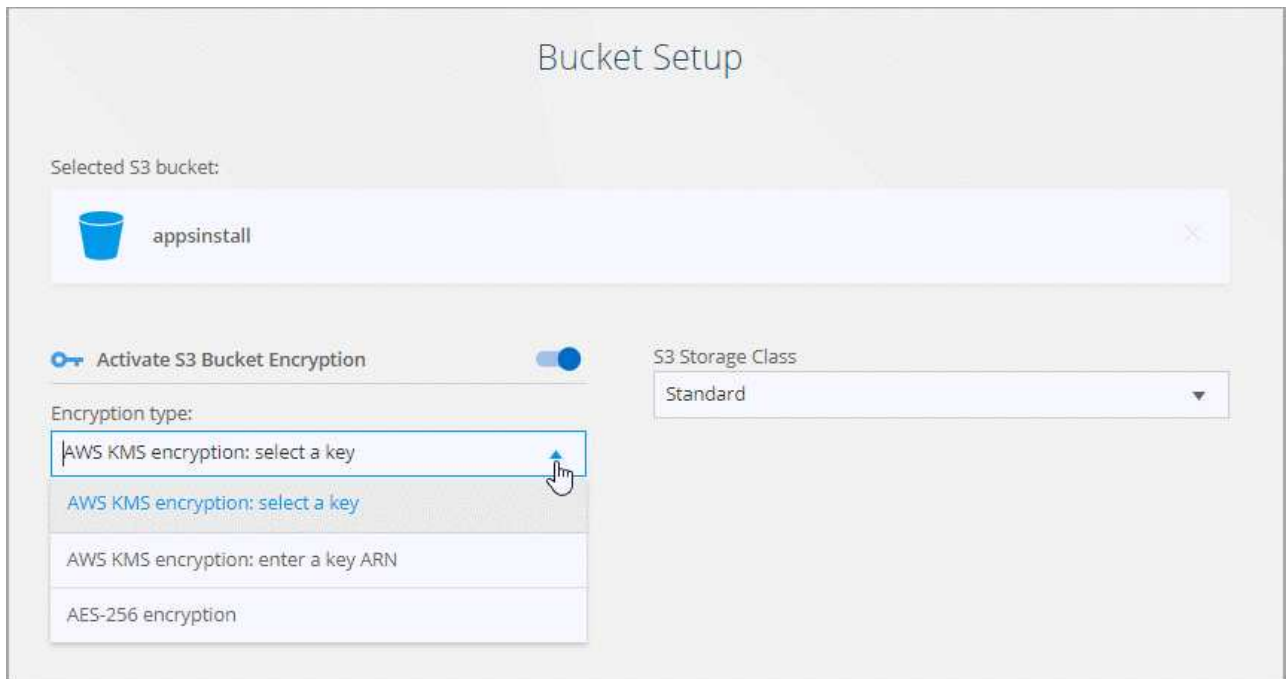 Bucket Setup
Selected S3 bucket:
appsinstall
Activate S3 Bucket Encryption
S3 Storage Class
Standard
Encryption type:
AWS KMS encryption: select a key
AWS KMS encryption: select a key
AWS KMS encryption: enter a key ARN
AES-256 encryption